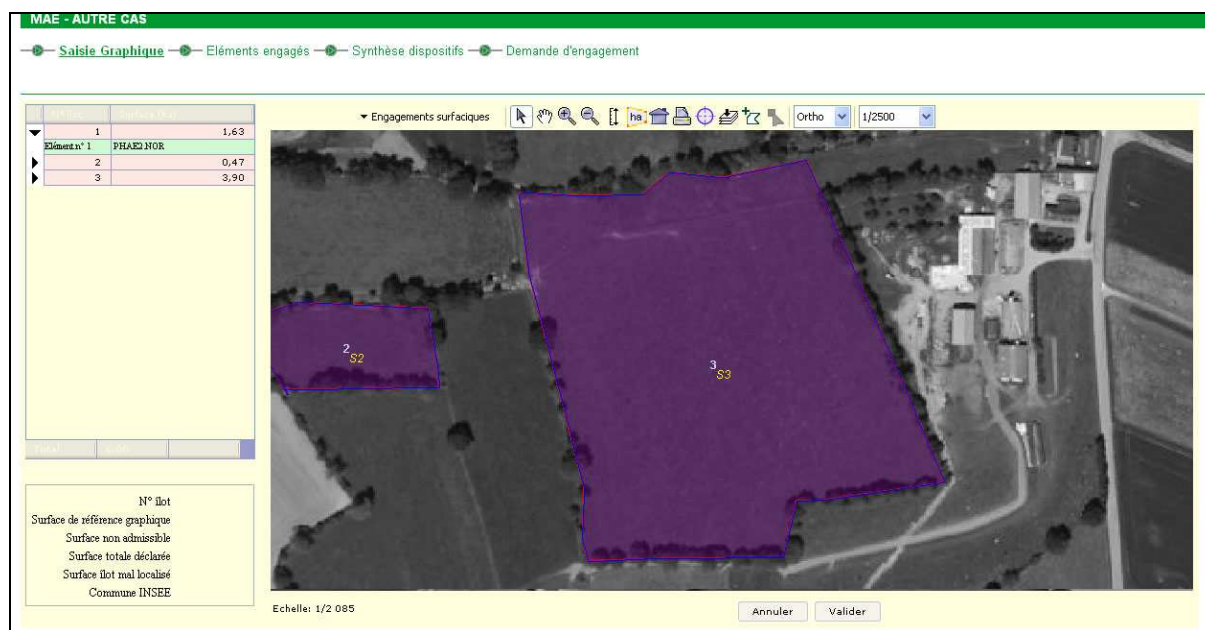 MAE - AUTRE CAS
Saisie Graphique Eléments engagés Synthèse dispositifs Demande d'engagement
Engagements surfaciques ha Ortho 1/2500
1 1,63
Elément n° 1 PHAE2 NOR
2 0,47
3 3,90
2 S2
3 S3
N° îlot
Surface de référence graphique
Surface non admissible
Surface totale déclarée
Surface îlot mal localisé
Commune INSEE
Echelle: 1/2 085
Annuler Valider